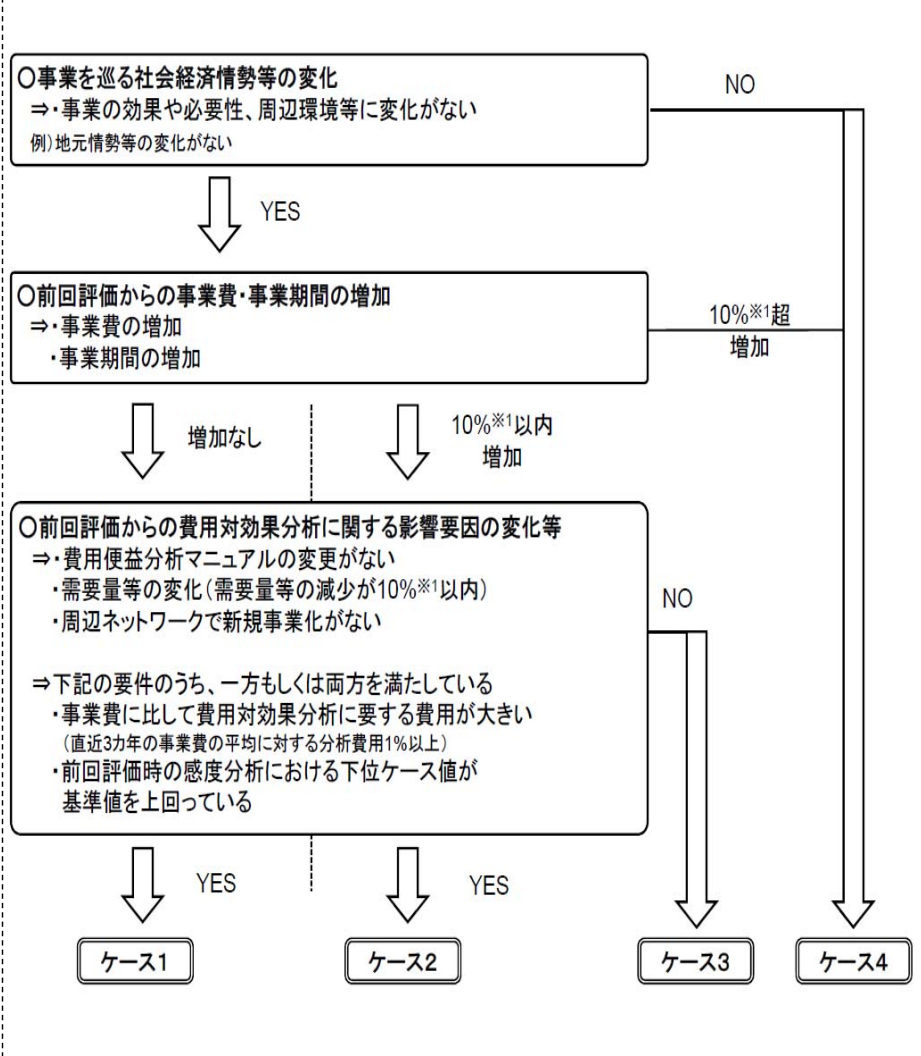 〇事業を巡る社会経済情勢等の変化
⇒・事業の効果や必要性、周辺環境等に変化がない
例）地元情勢等の変化がない
NO
YES
〇前回評価からの事業費・事業期間の増加
⇒・事業費の増加
・事業期間の増加
10%※1超
増加
増加なし
10%※1以内
増加
〇前回評価からの費用対効果分析に関する影響要因の変化等
⇒・費用便益分析マニュアルの変更がない
・需要量等の変化（需要量等の減少が10%※1以内）
・周辺ネットワークで新規事業化がない
NO
⇒下記の要件のうち、一方もしくは両方を満たしている
・事業費に比して費用対効果分析に要する費用が大きい
（直近3カ年の事業費の平均に対する分析費用1%以上）
・前回評価時の感度分析における下位ケース値が
基準値を上回っている
YES
YES
ケース1
ケース2
ケース3
ケース4